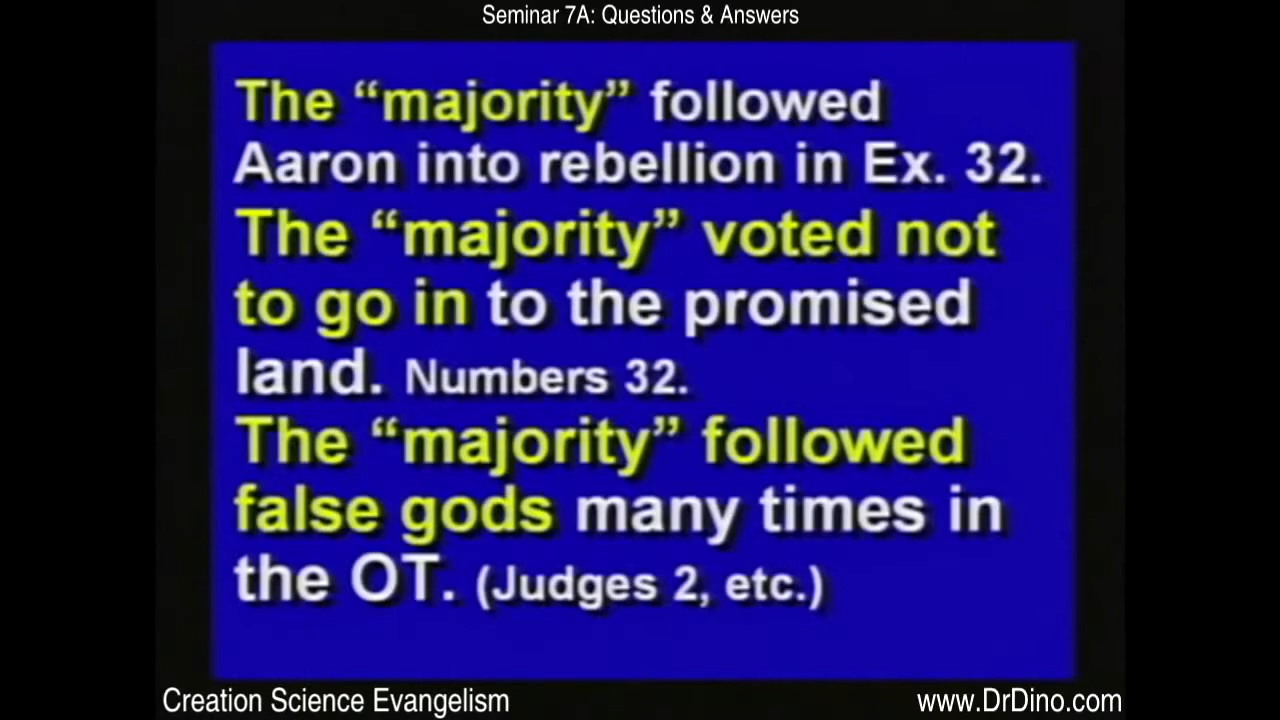 Seminar 7A: Questions & Answers
The “majority” followed
Aaron into rebellion in Ex. 32.
The “majority” voted not
to go in to the promised
land. Numbers 32.
The “majority” followed
false gods many times in
the OT. (Judges 2, etc.)
Creation Science Evangelism
www.DrDino.com